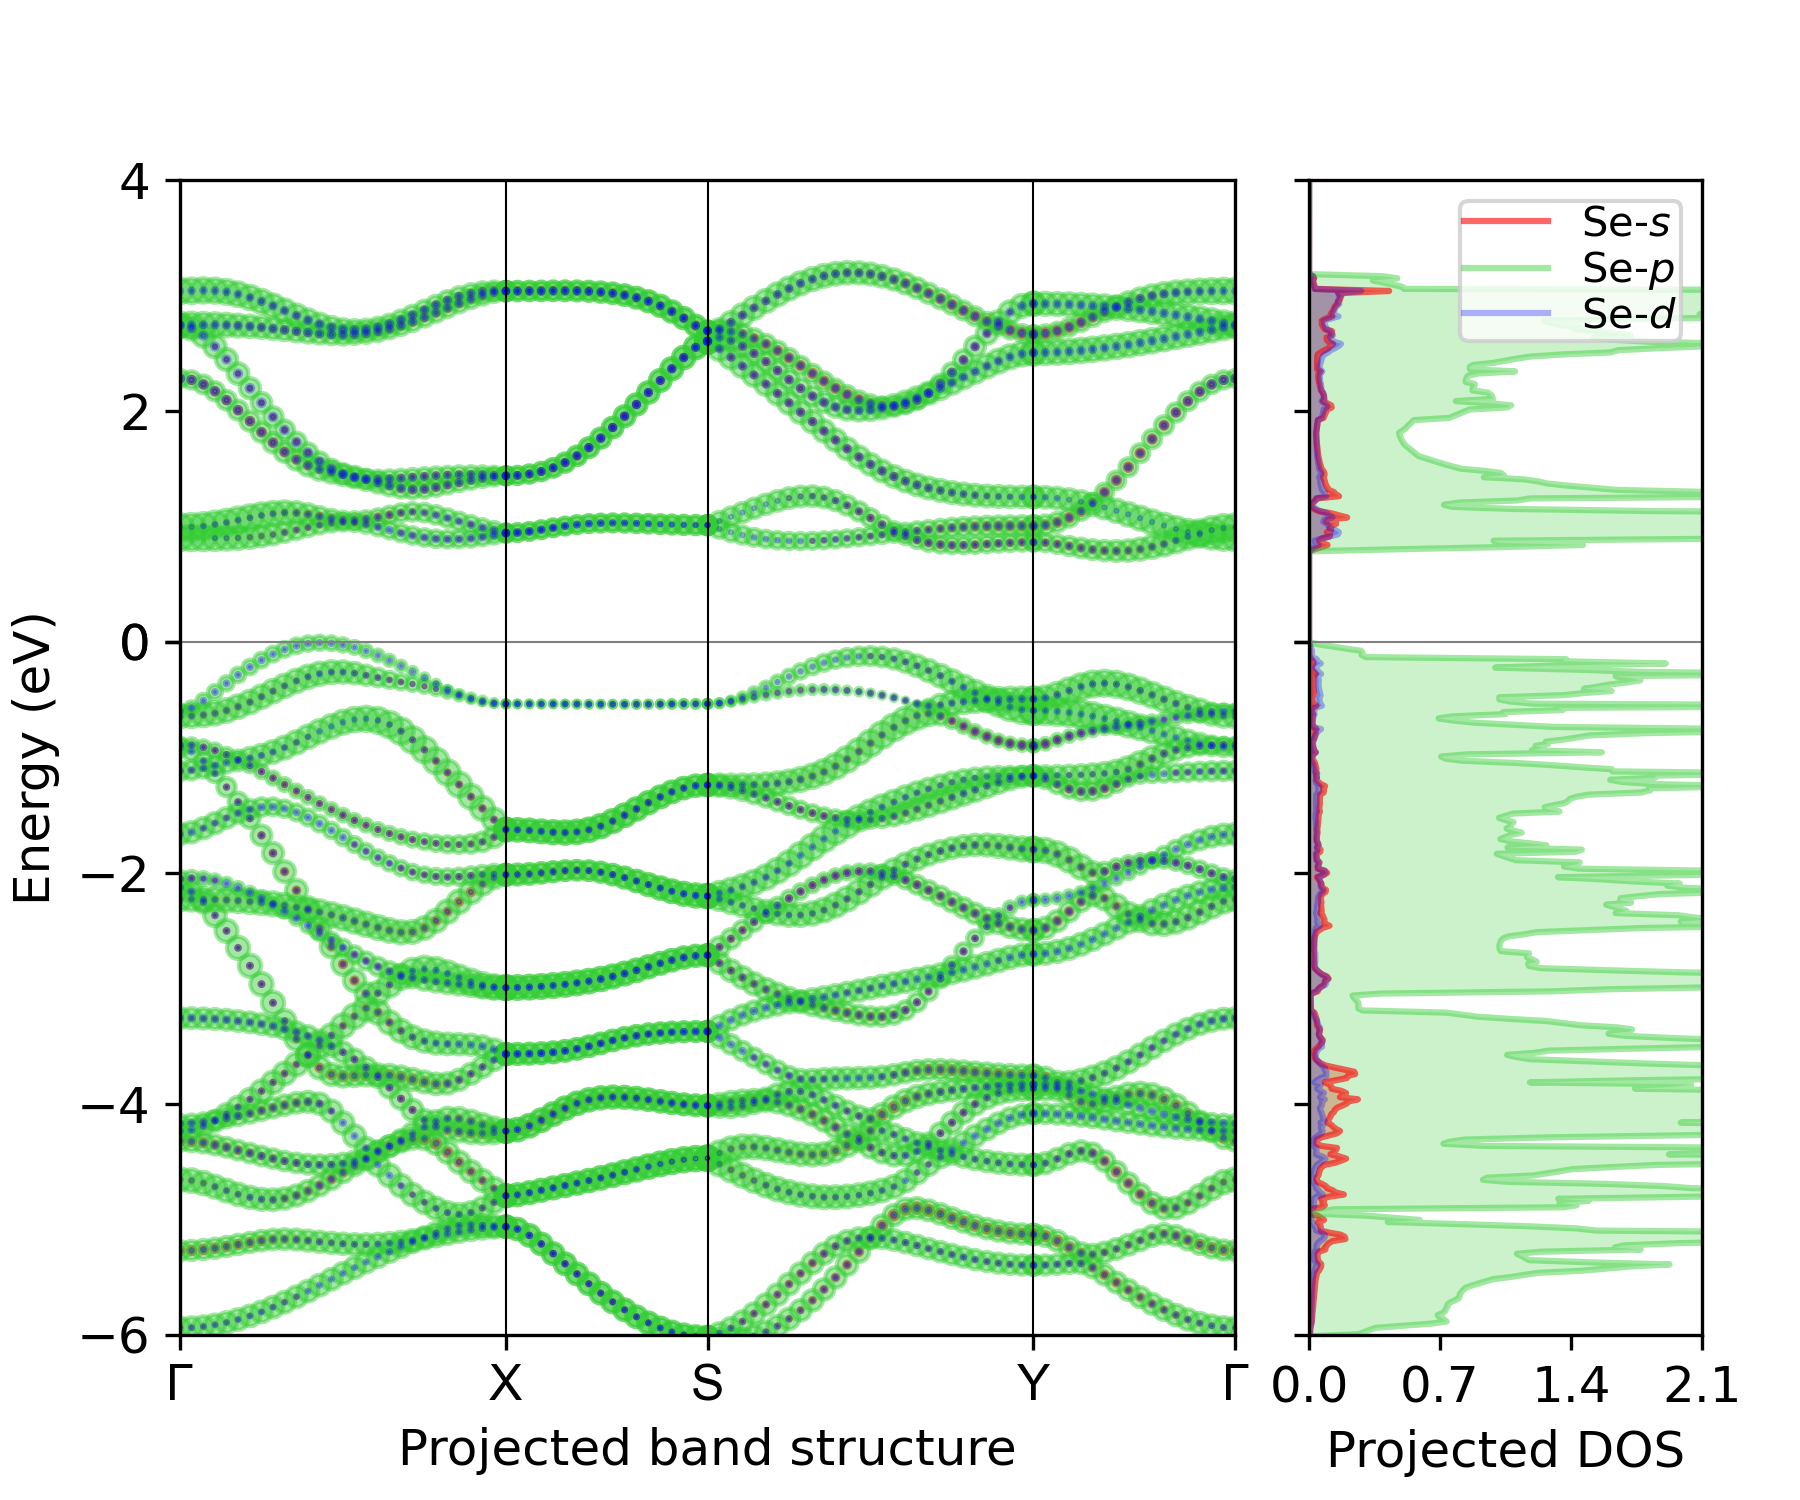 4
2
0
−2
−4
−6
Energy (eV)
Γ
X
S
Y
Γ
Projected band structure
Se-s
Se-p
Se-d
0.0
0.7
1.4
2.1
Projected DOS